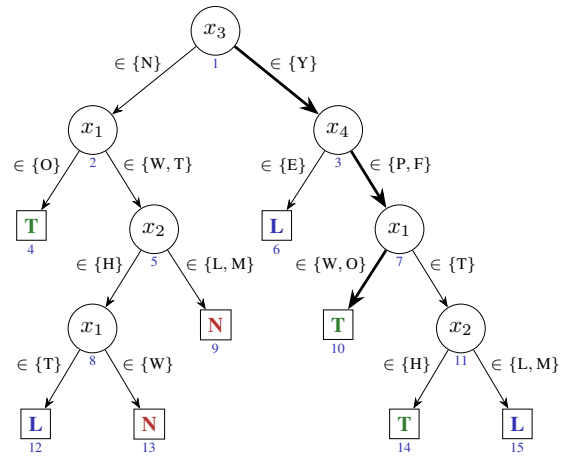 x₃
1
∈ {N} ∈ {Y}
x₁ x₄
2 3
∈ {O} ∈ {W, T} ∈ {E} ∈ {P, F}
T x₂ L x₁
4 5 6 7
∈ {H} ∈ {L, M} ∈ {W, O} ∈ {T}
x₁ N T x₂
8 9 10 11
∈ {T} ∈ {W} ∈ {H} ∈ {L, M}
L N T L
12 13 14 15